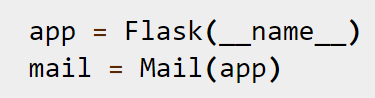 app = Flask(__name__)
mail = Mail(app)